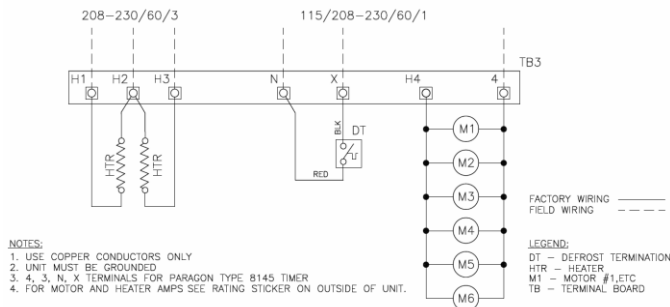 208-230/60/3 115/208-230/60/1
TB3
H1 H2 H3 N X H4 4
BLK
DT
RED
HTR HTR
M1
M2
M3
M4
M5
M6
FACTORY WIRING
FIELD WIRING
NOTES:
1. USE COPPER CONDUCTORS ONLY
2. UNIT MUST BE GROUNDED
3. 4, 3, N, X TERMINALS FOR PARAGON TYPE 8145 TIMER
4. FOR MOTOR AND HEATER AMPS SEE RATING STICKER ON OUTSIDE OF UNIT.
LEGEND:
DT - DEFROST TERMINATION
HTR - HEATER
M1 - MOTOR #1,ETC
TB - TERMINAL BOARD